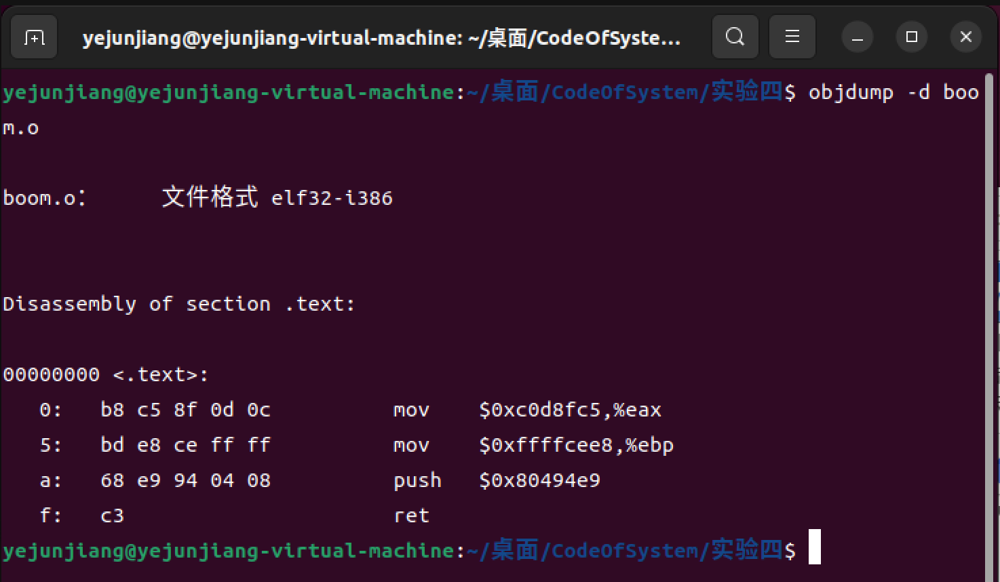 yejunjiang@yejunjiang-virtual-machine: ~/桌面/CodeOfSyste...
yejunjiang@yejunjiang-virtual-machine:~/桌面/CodeOfSystem/实验四$ objdump -d boo
m.o
boom.o：     文件格式 elf32-i386
Disassembly of section .text:
00000000 <.text>:
   0:   b8 c5 8f 0d 0c          mov    $0xc0d8fc5,%eax
   5:   bd e8 ce ff ff          mov    $0xffffcee8,%ebp
   a:   68 e9 94 04 08          push   $0x80494e9
   f:   c3                      ret
yejunjiang@yejunjiang-virtual-machine:~/桌面/CodeOfSystem/实验四$